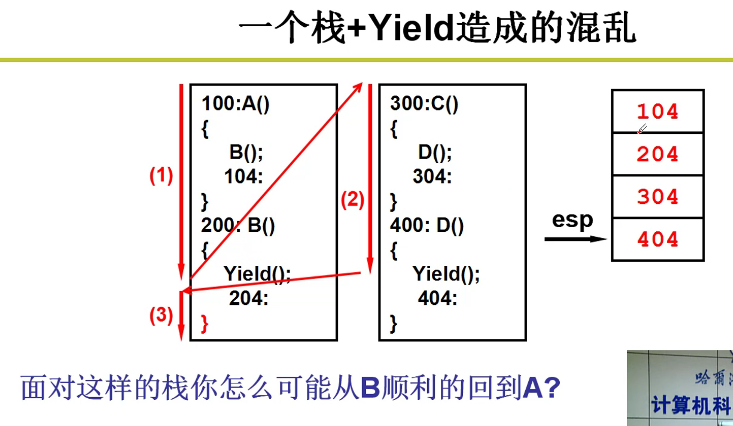 一个栈+Yield造成的混乱
100:A()
{
B();
104:
}
200: B()
{
Yield();
204:
}
(1)
(3)
300:C()
{
D();
304:
}
400: D()
{
Yield();
404:
}
(2)
esp
104
204
304
404
面对这样的栈你怎么可能从B顺利的回到A?
哈尔
计算机科